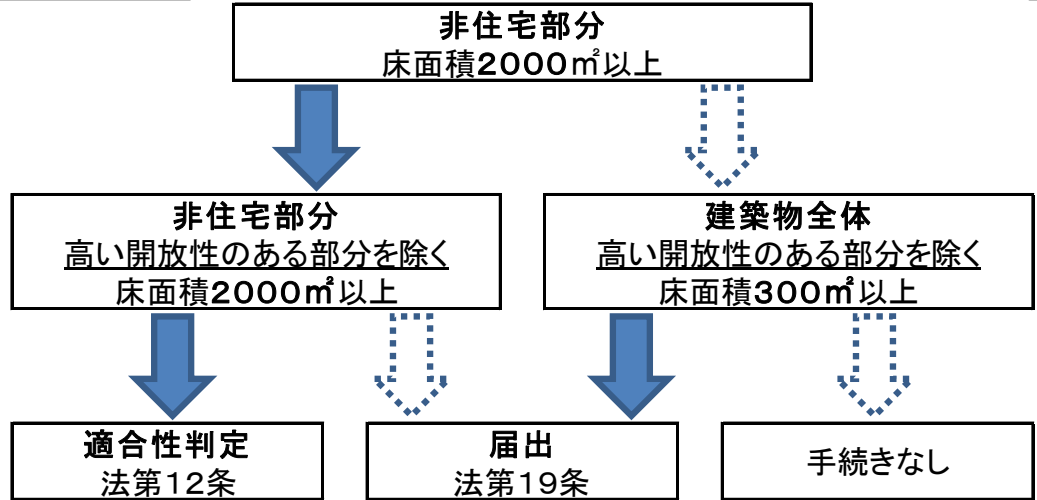 非住宅部分
床面積2000㎡以上
非住宅部分
高い開放性のある部分を除く
床面積2000㎡以上
建築物全体
高い開放性のある部分を除く
床面積300㎡以上
適合性判定
法第12条
届出
法第19条
手続きなし